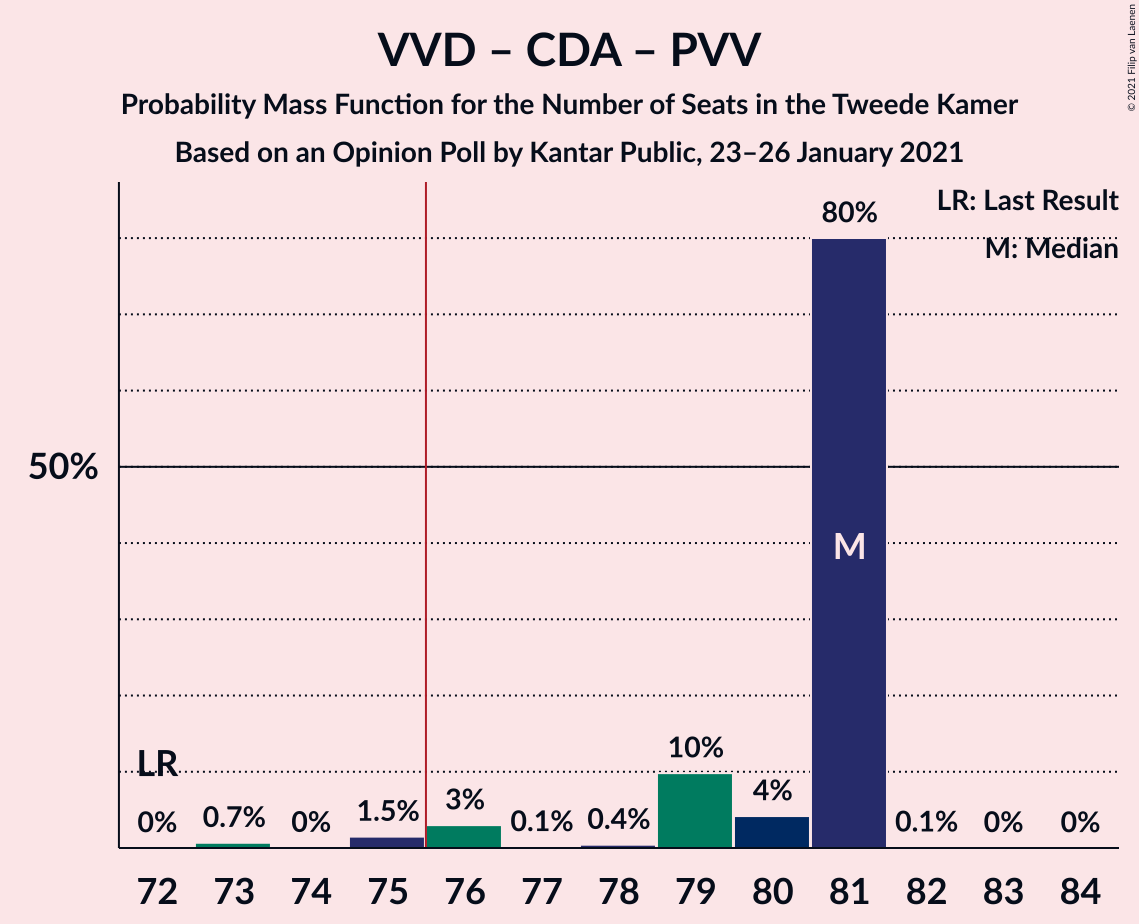 VVD – CDA – PVV
Probability Mass Function for the Number of Seats in the Tweede Kamer
Based on an Opinion Poll by Kantar Public, 23–26 January 2021
© 2021 Filip van Laenen
LR: Last Result
M: Median
80%
50%
M
LR
0%
0.7%
0%
1.5%
3%
0.1%
0.4%
10%
4%
0.1%
0%
0%
72 73 74 75 76 77 78 79 80 81 82 83 84